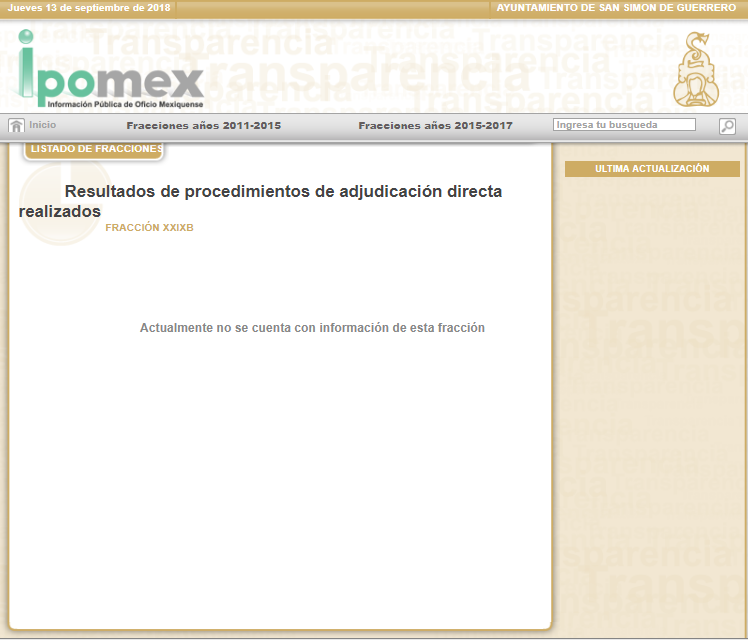 Jueves 13 de septiembre de 2018
AYUNTAMIENTO DE SAN SIMON DE GUERRERO
Transparencia
ipomex
Información Pública de Oficio Mexiquense
Inicio
Fracciones años 2011-2015
Fracciones años 2015-2017
Ingresa tu busqueda
LISTADO DE FRACCIONES
ULTIMA ACTUALIZACIÓN
Resultados de procedimientos de adjudicación directa
realizados
FRACCIÓN XXIXB
Actualmente no se cuenta con información de esta fracción